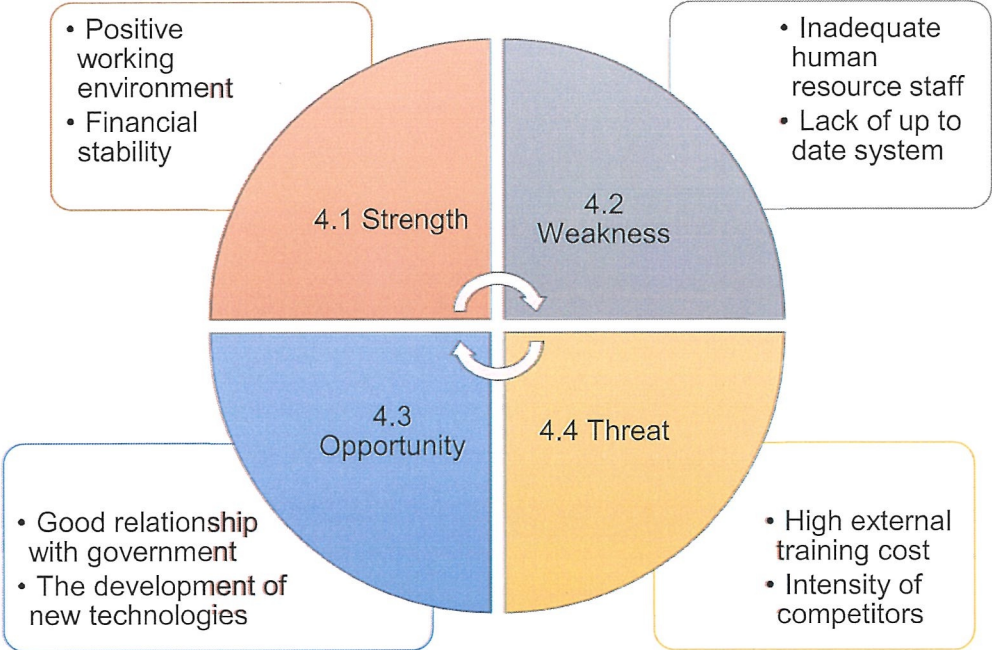 • Positive
working
environment
• Financial
stability
• Inadequate
human
resource staff
• Lack of up to
date system
4.1 Strength
4.2
Weakness
4.3
Opportunity
4.4 Threat
• Good relationship
with government
• The development of
new technologies
• High external
training cost
• Intensity of
competitors